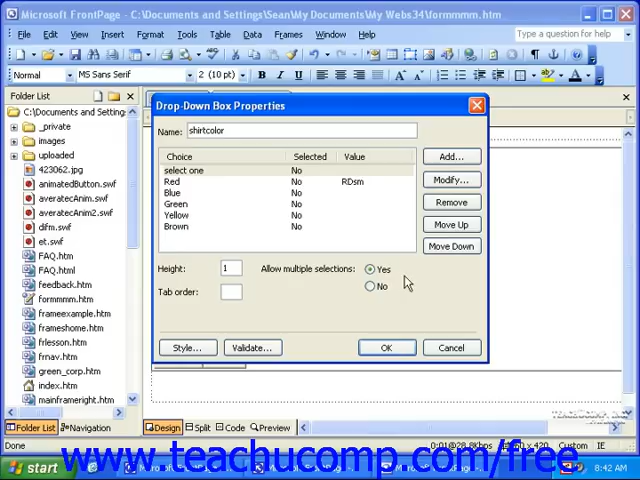 Microsoft FrontPage - C:\Documents and Settings\Sean\My Documents\My Webs34\formmmm.htm
File Edit View Insert Format Tools Table Data Frames Window Help
Type a question for help
Normal MS Sans Serif 2 (10 pt) B I U
Folder List
C:\Documents and Settings
_private
images
uploaded
423062.jpg
animatedButton.swf
averatecAnim.swf
averatecAnim2.swf
difm.swf
et.swf
FAQ.htm
FAQ.html
feedback.htm
formmmm.htm
frameexample.htm
frameshome.htm
frlesson.htm
frnav.htm
green_corp.htm
index.htm
mainframeright.htm
Drop-Down Box Properties
Name: shirtcolor
Choice Selected Value
select one No
Red No RDsm
Blue No
Green No
Yellow No
Brown No
Add...
Modify...
Remove
Move Up
Move Down
Height: 1 Allow multiple selections: Yes
No
Tab order:
Style... Validate... OK Cancel
Folder List Navigation Design Split Code Preview
Done 0:01@28.8Kbps Custom IE
www.teachucomp.com/free
start 8:42 AM